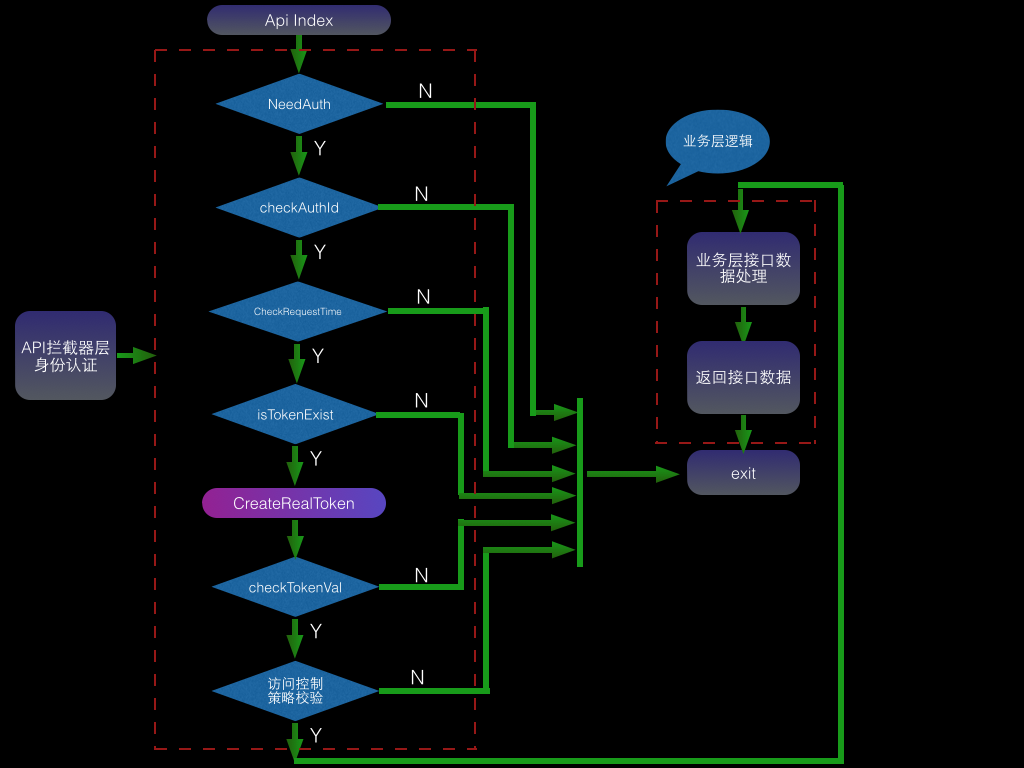 Api Index
NeedAuth
N
Y
checkAuthId
N
Y
CheckRequestTime
N
Y
isTokenExist
N
Y
CreateRealToken
checkTokenVal
N
Y
访问控制
策略校验
N
Y
API拦截器层
身份认证
业务层逻辑
业务层接口数
据处理
返回接口数据
exit